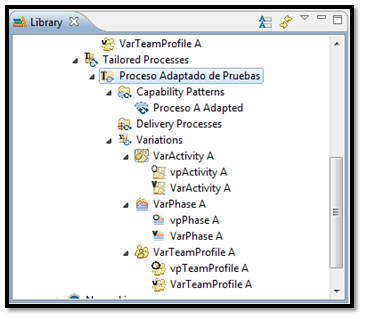 Library
VarTeamProfile A
Tailored Processes
Proceso Adaptado de Pruebas
Capability Patterns
Proceso A Adapted
Delivery Processes
Variations
VarActivity A
vpActivity A
VarActivity A
VarPhase A
vpPhase A
VarPhase A
VarTeamProfile A
vpTeamProfile A
VarTeamProfile A